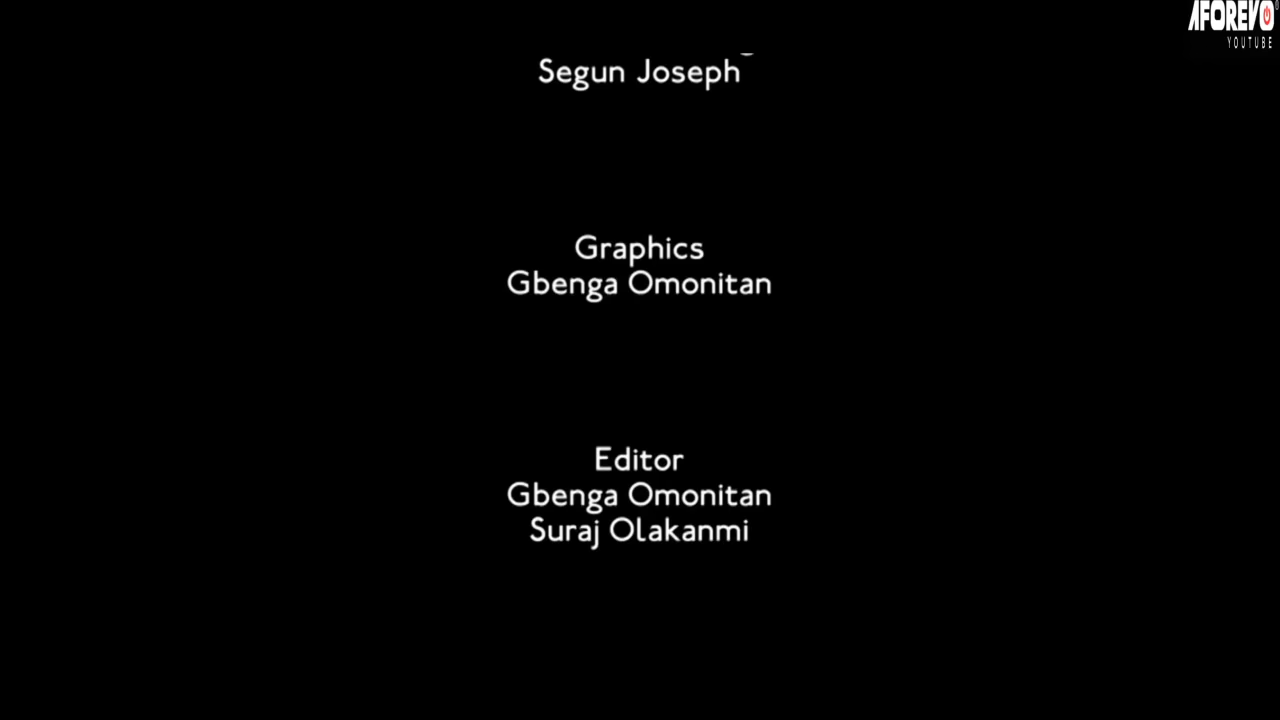 AFOREVO
YOUTUBE
Segun Joseph
Graphics
Gbenga Omonitan
Editor
Gbenga Omonitan
Suraj Olakanmi